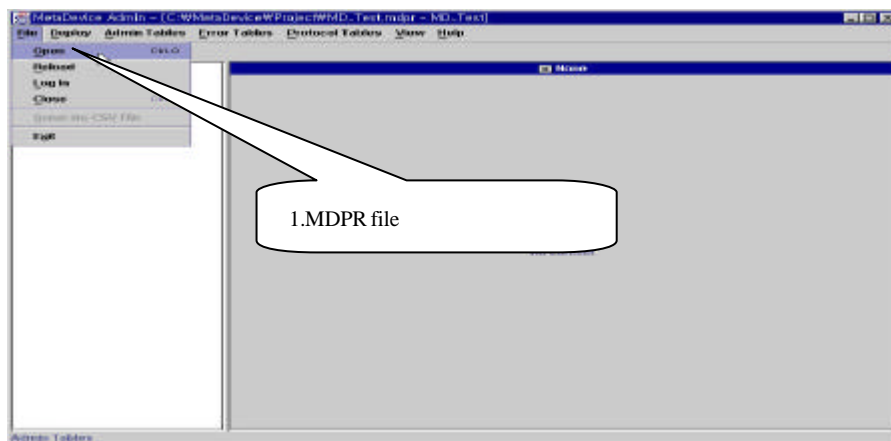 MetaDevice Admin - [C:₩MetaDevice₩Project₩MD_Test.mdpr - MD_Test]
File Display Admin Tables Error Tables Protocol Tables View Help
Open Ctrl-O
Reload
Log In
Close
Exit
None
1.MDPR file
Admin Tables